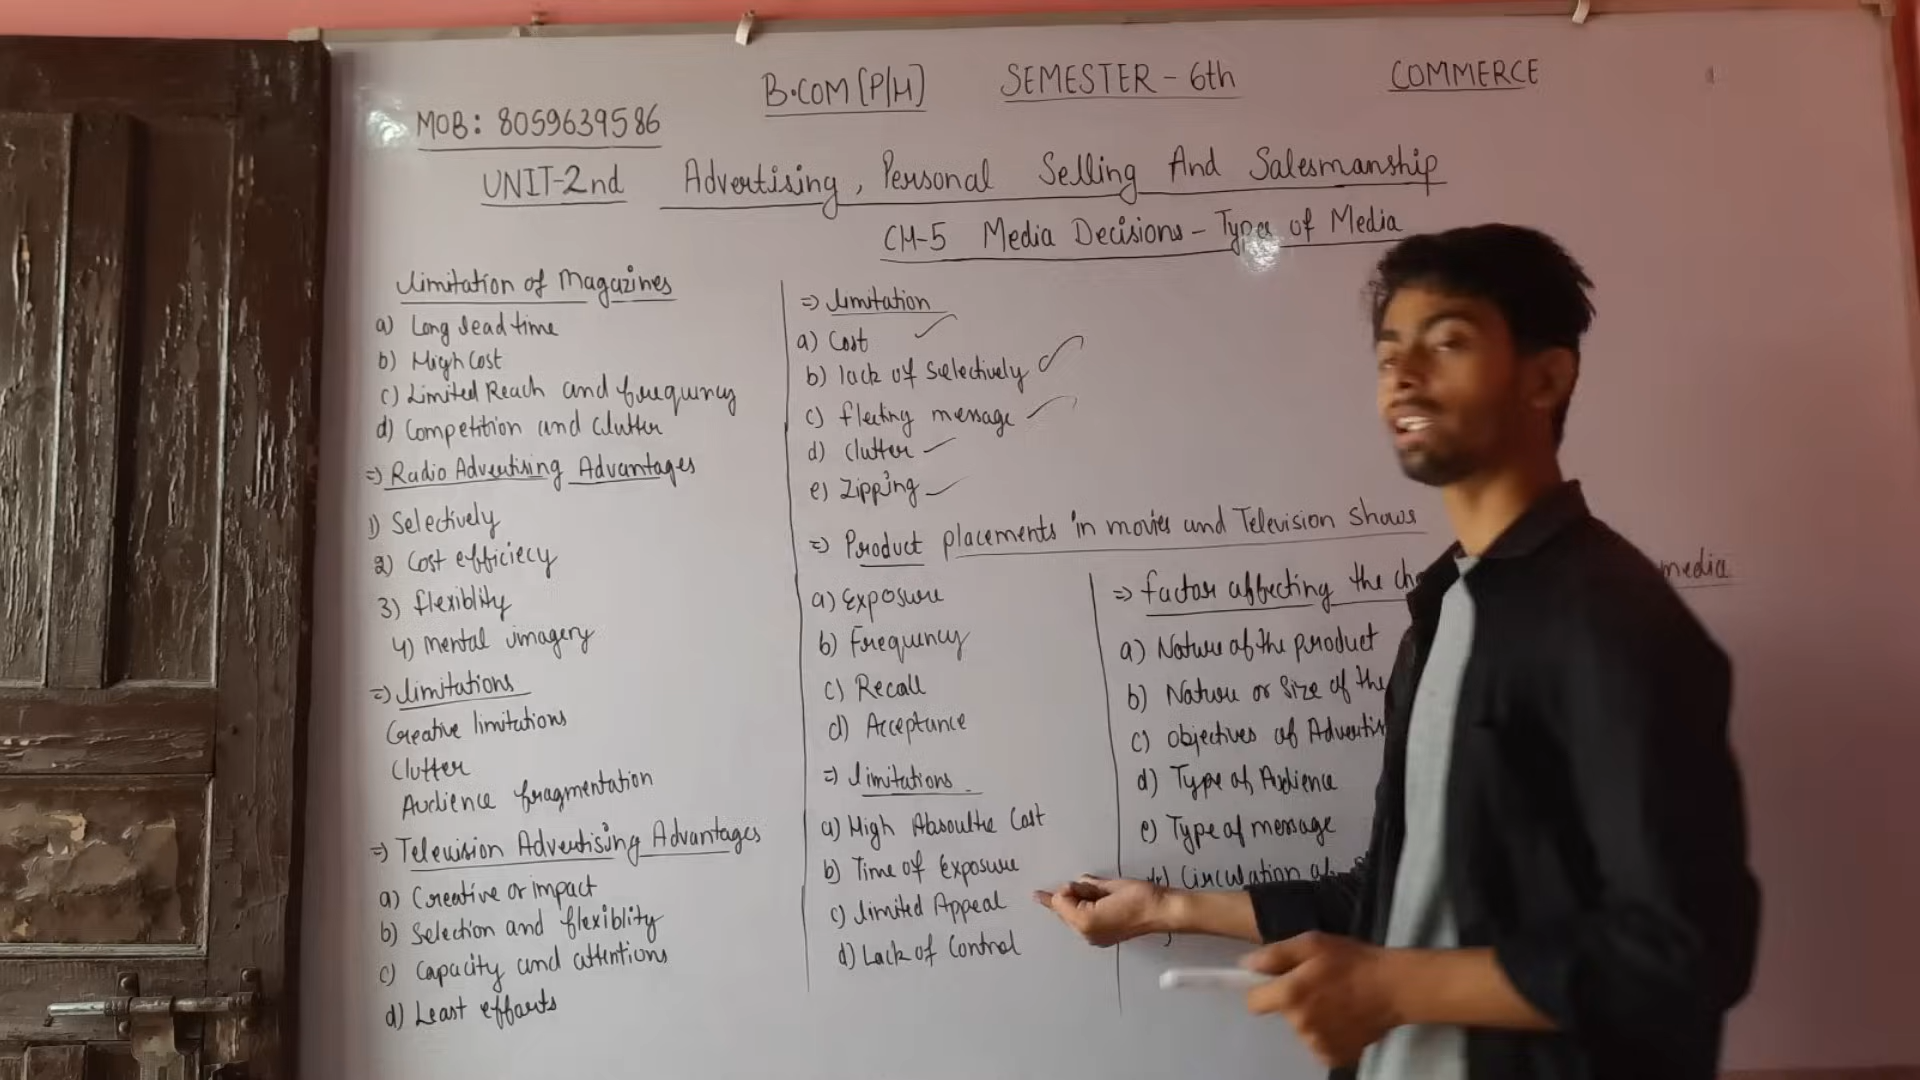 B.COM [P/H] SEMESTER - 6th COMMERCE
MOB: 8059639586
UNIT-2nd Advertising, Personal Selling And Salesmanship
CH-5 Media Decisions - Types of Media
limitation of Magazines
a) Long lead time
b) High Cost
c) Limited Reach and frequency
d) Competition and Clutter
=> Radio Advertising Advantages
1) Selectively
2) Cost efficiecy
3) flexiblity
4) mental imagery
=> limitations
Creative limitations
Clutter
Audience fragmentation
=> Television Advertising Advantages
a) Creative or impact
b) Selection and flexiblity
c) Capacity and attentions
d) Least efforts
=> limitation
a) Cost
b) lack of Selectively
c) fleeting message
d) Clutter
e) Zipping
=> Product placements in movies and Television Shows
a) Exposure
b) Frequency
c) Recall
d) Acceptance
=> limitations
a) High Absoulte Cost
b) Time of Exposure
c) limited Appeal
d) Lack of Control
=> factor affecting the media
a) Nature of the product
b) Nature or Size of the
c) objectives of
d) Type of Audience
e) Type of message
Circulation of